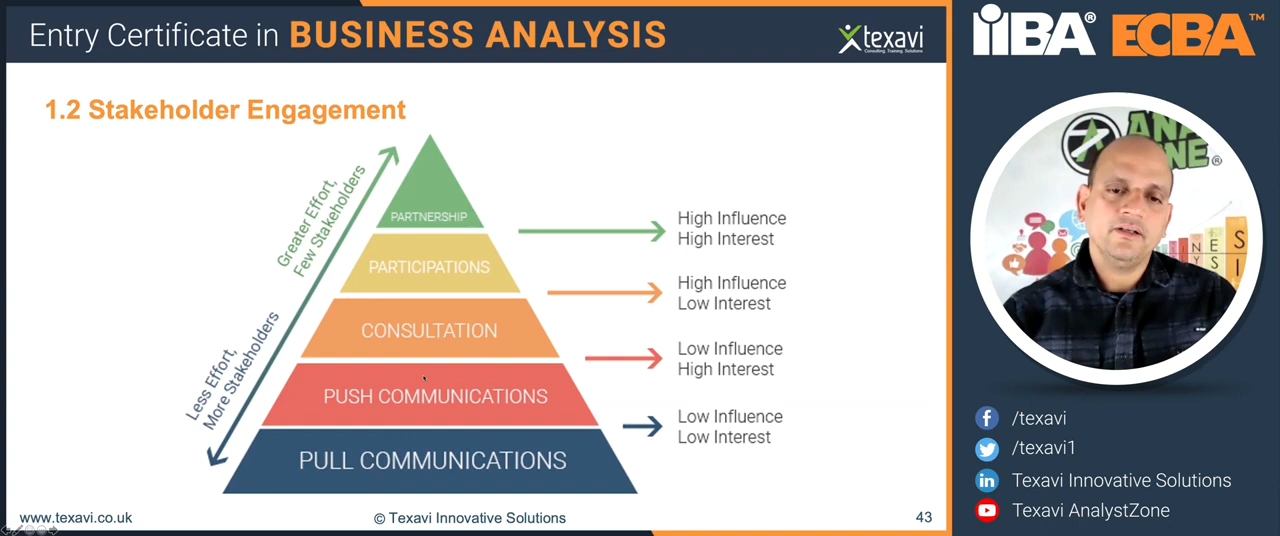 Entry Certificate in BUSINESS ANALYSIS
texavi
Consulting. Training. Solutions
IIBA® ECBA™
1.2 Stakeholder Engagement
Greater Effort,
Few Stakeholders
Less Effort,
More Stakeholders
PARTNERSHIP
PARTICIPATIONS
CONSULTATION
PUSH COMMUNICATIONS
PULL COMMUNICATIONS
High Influence
High Interest
High Influence
Low Interest
Low Influence
High Interest
Low Influence
Low Interest
/texavi
/texavi1
Texavi Innovative Solutions
Texavi AnalystZone
www.texavi.co.uk
© Texavi Innovative Solutions
43